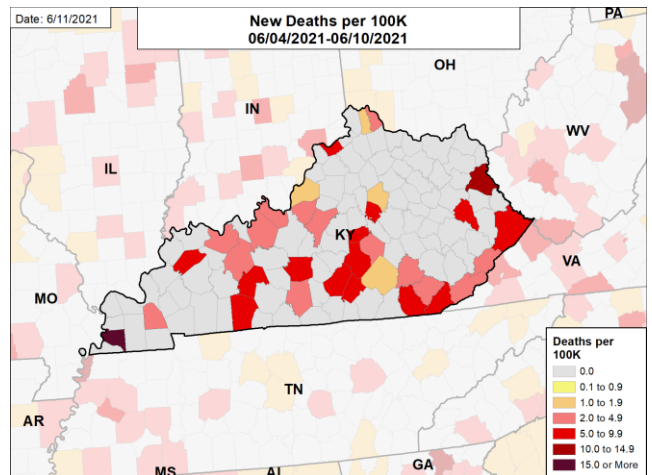 Date: 6/11/2021
New Deaths per 100K
06/04/2021-06/10/2021
PA
OH
IN
WV
IL
KY
VA
MO
TN
AR
MS
AL
GA
Deaths per
100K
0.0
0.1 to 0.9
1.0 to 1.9
2.0 to 4.9
5.0 to 9.9
10.0 to 14.9
15.0 or More